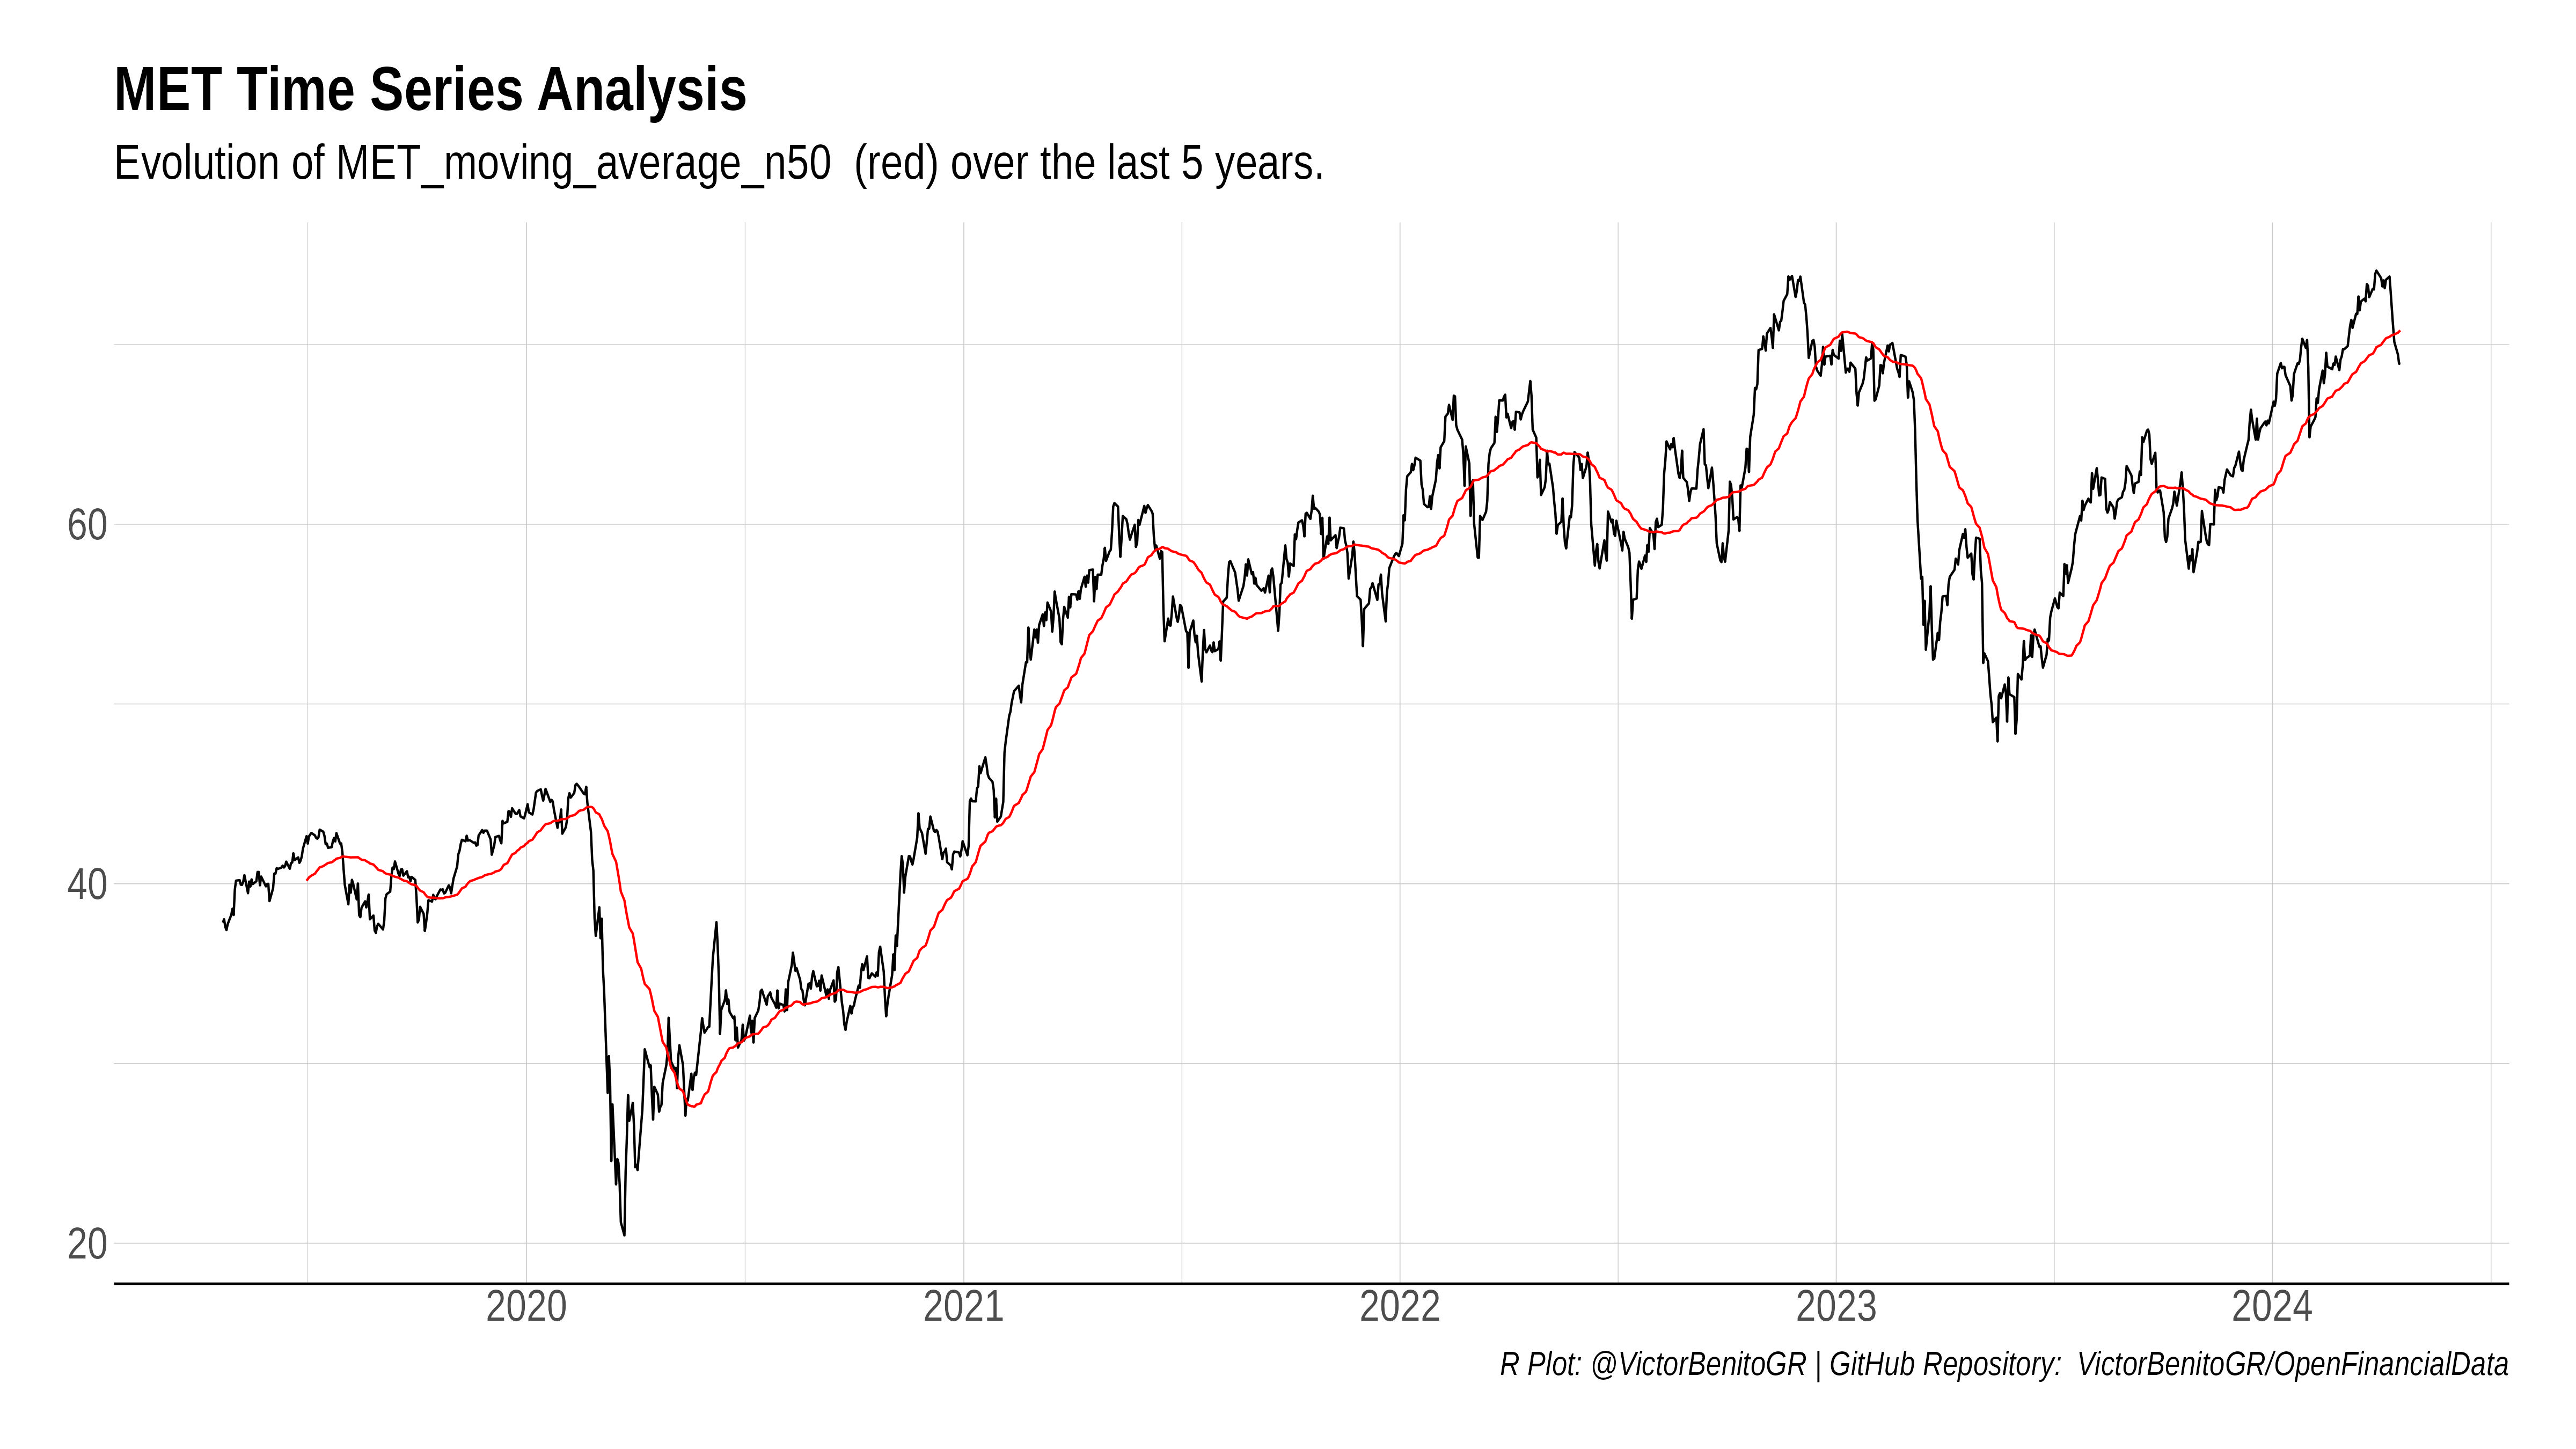 MET Time Series Analysis
Evolution of MET_moving_average_n50  (red) over the last 5 years.
60
40
20
2020 2021 2022 2023 2024
R Plot: @VictorBenitoGR | GitHub Repository:  VictorBenitoGR/OpenFinancialData